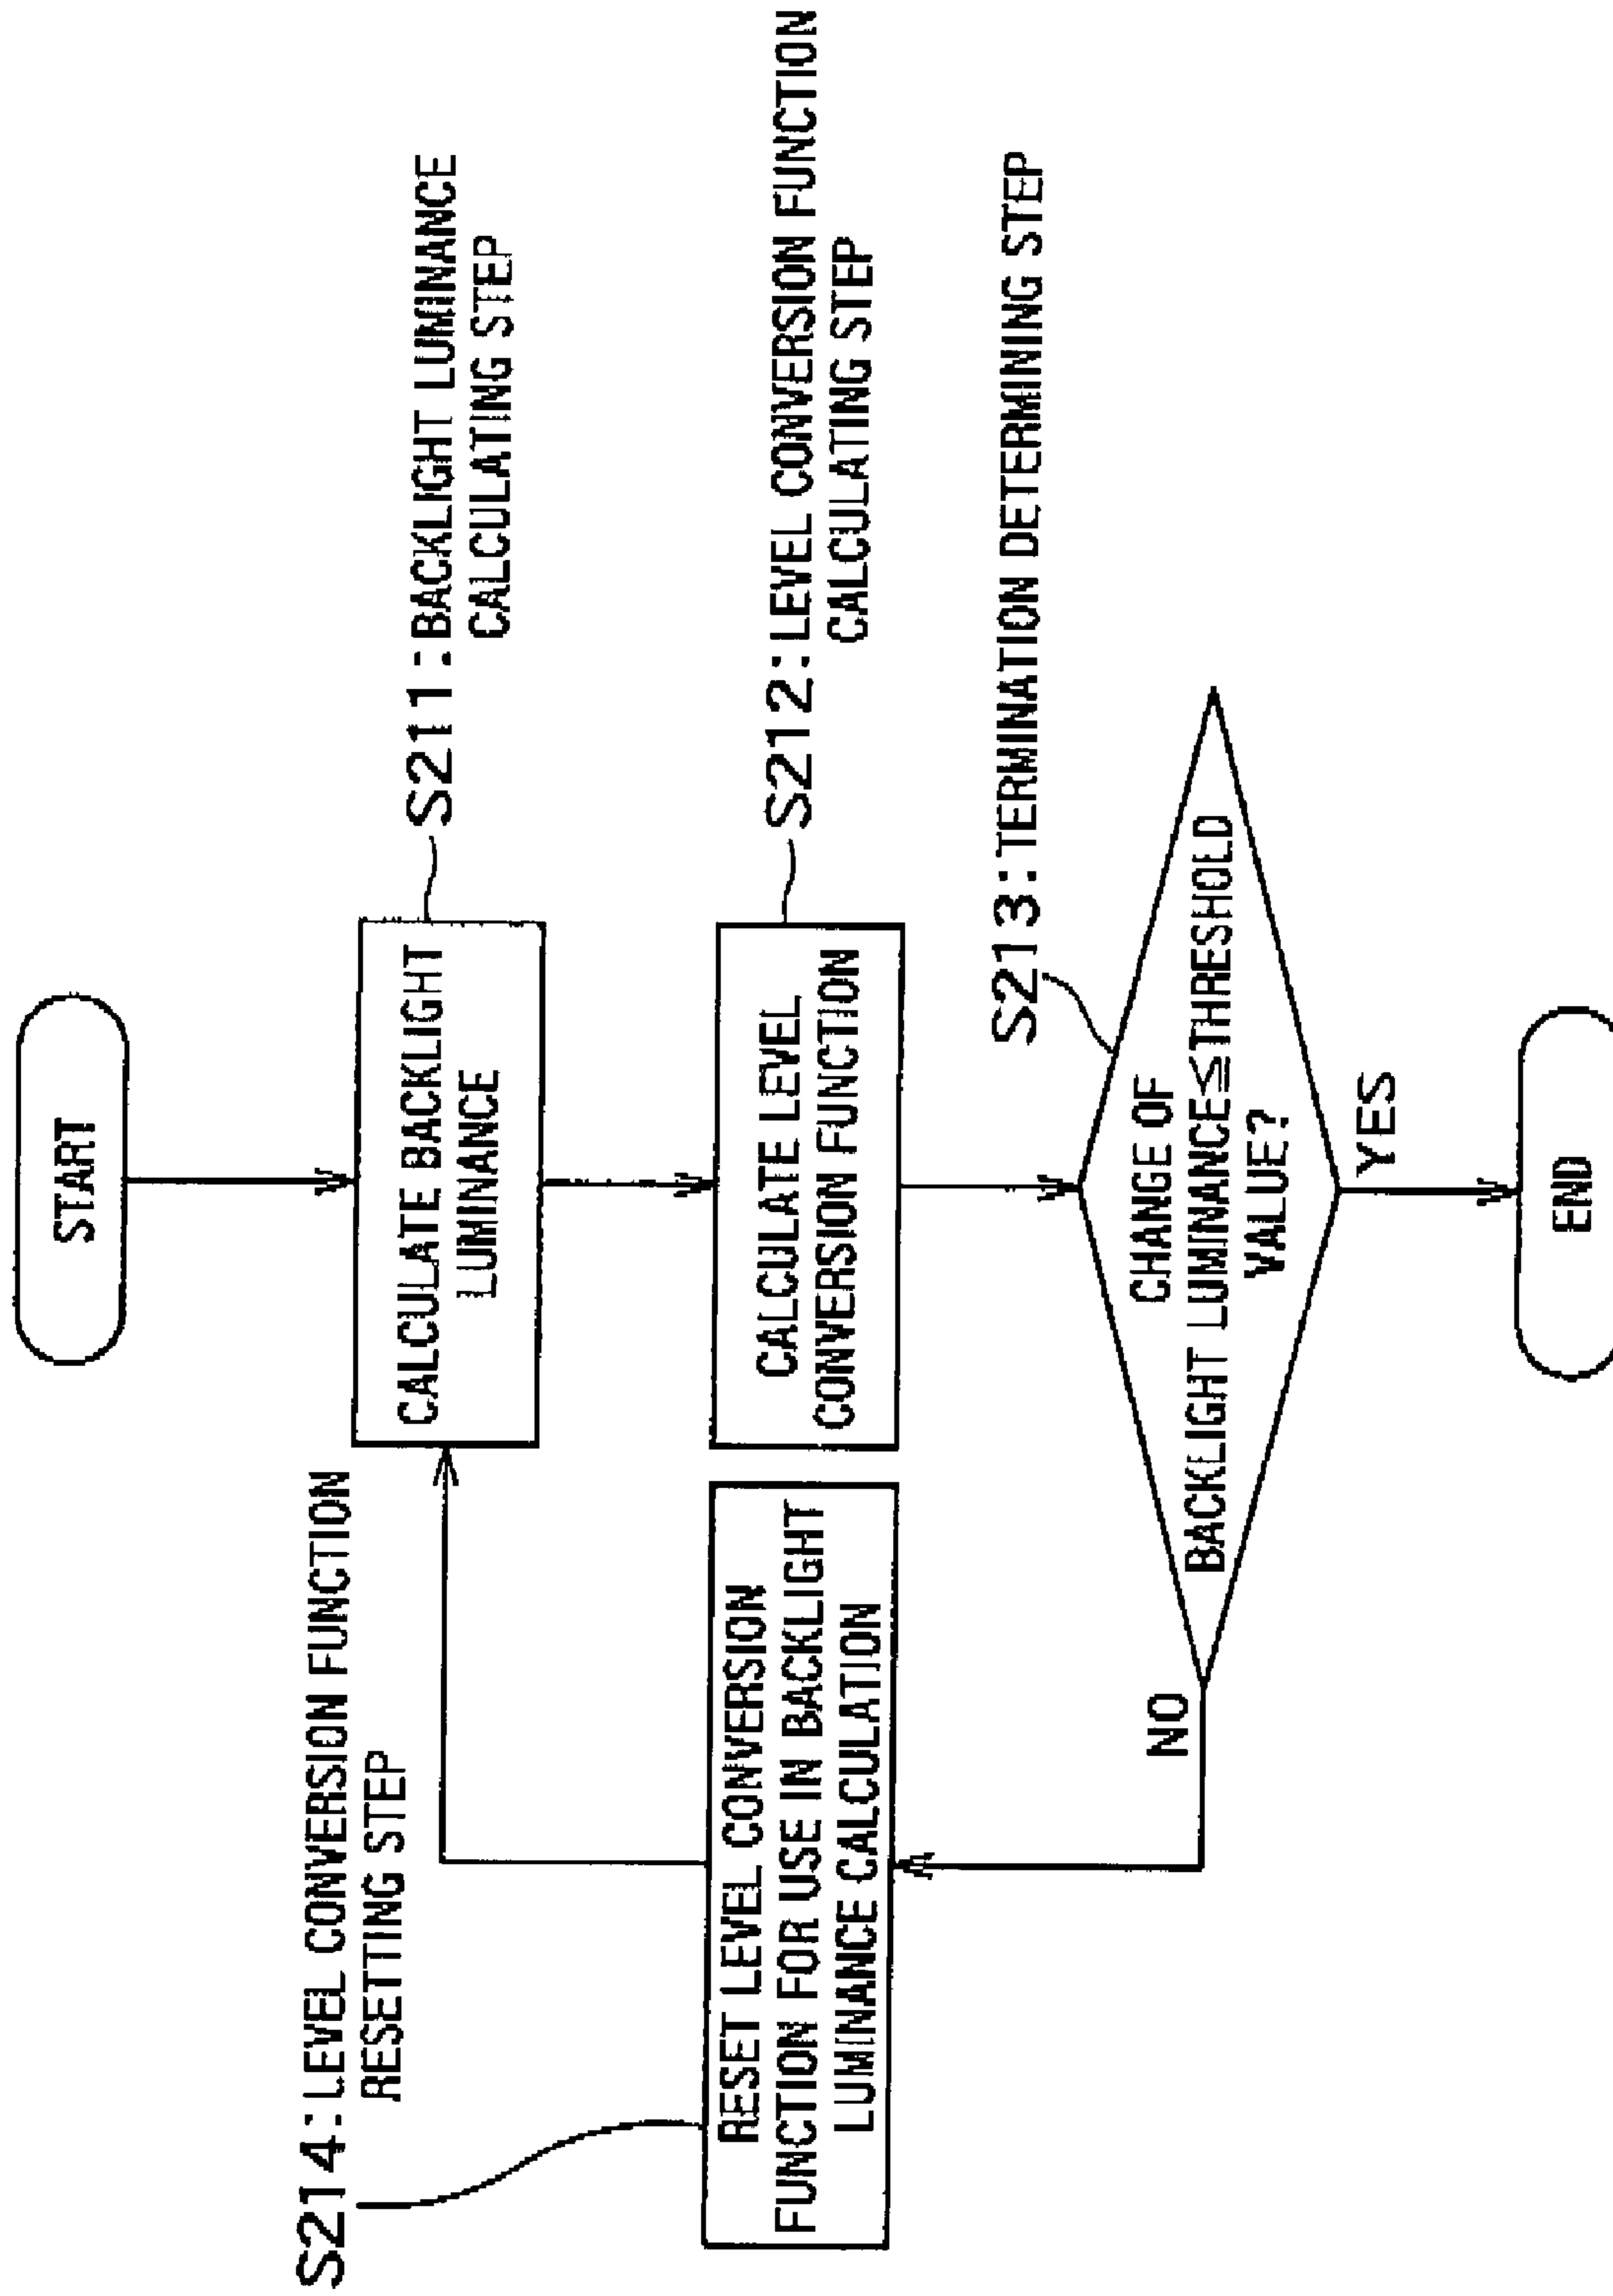 START
CALCULATE BACKLIGHT
LUMINANCE
S211:BACKLIGHT LUMINANCE
CALCULATING STEP
CALCULATE LEVEL
CONVERSION FUNCTION
S212:LEVEL CONVERSION FUNCTION
CALCULATING STEP
S213:TERMINATION DETERMINING STEP
CHANGE OF
BACKLIGHT LUMINANCE≦THRESHOLD
VALUE?
YES
END
NO
S214:LEVEL CONVERSION FUNCTION
RESETTING STEP
RESET LEVEL CONVERSION
FUNCTION FOR USE IN BACKLIGHT
LUMINANCE CALCULATION